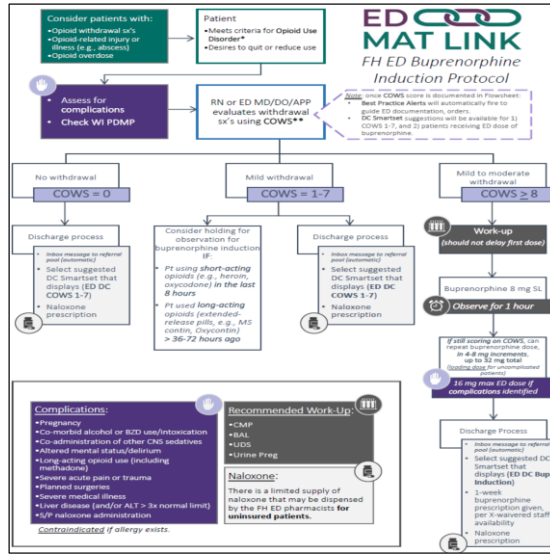 Consider patients with:
• Opioid withdrawal sx's
• Opioid-related injury or
illness (e.g., abscess)
• Opioid overdose
Patient
• Meets criteria for Opioid Use
Disorder*
• Desires to quit or reduce use
ED
MAT LINK
FH ED Buprenorphine
Induction Protocol
• Assess for
complications
• Check WI PDMP
RN or ED MD/DO/APP
evaluates withdrawal
sx's using COWS**
Note: once COWS score is documented in Flowsheet:
• Best Practice Alerts will automatically fire to
guide ED documentation, orders.
• DC Smartset suggestions will be available for 1)
COWS 1-7, and 2) patients receiving ED dose of
buprenorphine.
No withdrawal
COWS = 0
Mild withdrawal
COWS = 1-7
Mild to moderate
withdrawal
COWS > 8
Discharge process
• Inbox message to referral
pool (automatic)
• Select suggested
DC Smartset that
displays (ED DC
COWS 1-7)
• Naloxone
prescription
Consider holding for
observation for
buprenorphine induction
IF:
• Pt using short-acting
opioids (e.g., heroin,
oxycodone) in the last
8 hours
• Pt used long-acting
opioids (extended-
release pills, e.g., MS
contin, Oxycontin)
> 36-72 hours ago
Discharge process
• Inbox message to referral
pool (automatic)
• Select suggested
DC Smartset that
displays (ED DC
COWS 1-7)
• Naloxone
prescription
Work-up
(should not delay first dose)
Buprenorphine 8 mg SL
Observe for 1 hour
If still scoring on COWS, can
repeat buprenorphine dose,
in 4-8 mg increments,
up to 32 mg total
(loading dose for uncomplicated
patients)
16 mg max ED dose if
complications identified
Discharge Process
• Inbox message to referral
pool (automatic)
• Select suggested DC
Smartset that
displays (ED DC Bup
Induction)
• 1-week
buprenorphine
prescription given,
per X-waivered staff
availability
• Naloxone
prescription
Complications:
• Pregnancy
• Co-morbid alcohol or BZD use/intoxication
• Co-administration of other CNS sedatives
• Altered mental status/delirium
• Long-acting opioid use (including
methadone)
• Severe acute pain or trauma
• Planned surgeries
• Severe medical illness
• Liver disease (and/or ALT > 3x normal limit)
• S/P naloxone administration
Contraindicated if allergy exists.
Recommended Work-Up:
• CMP
• BAL
• UDS
• Urine Preg
Naloxone:
There is a limited supply of
naloxone that may be dispensed
by the FH ED pharmacists for
uninsured patients.